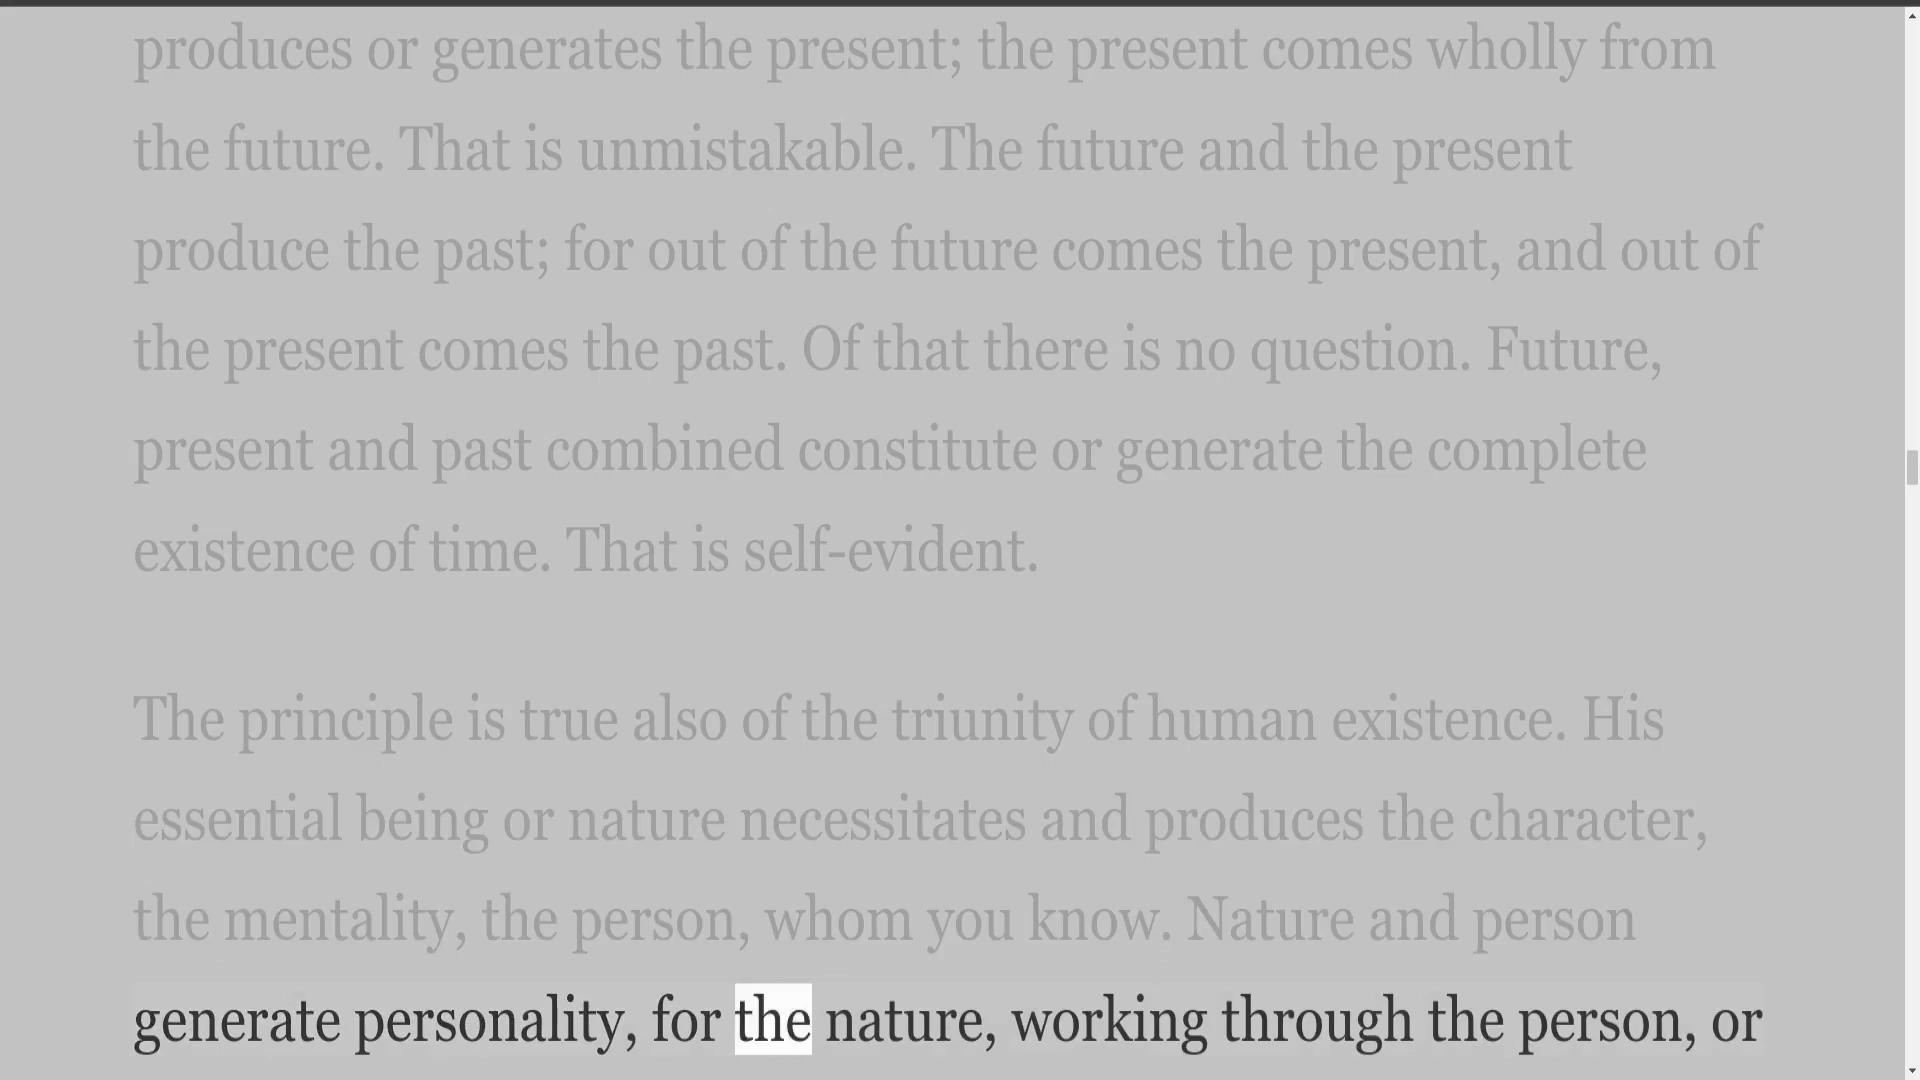 produces or generates the present; the present comes wholly from
the future. That is unmistakable. The future and the present
produce the past; for out of the future comes the present, and out of
the present comes the past. Of that there is no question. Future,
present and past combined constitute or generate the complete
existence of time. That is self-evident.
The principle is true also of the triunity of human existence. His
essential being or nature necessitates and produces the character,
the mentality, the person, whom you know. Nature and person
generate personality, for the nature, working through the person, or